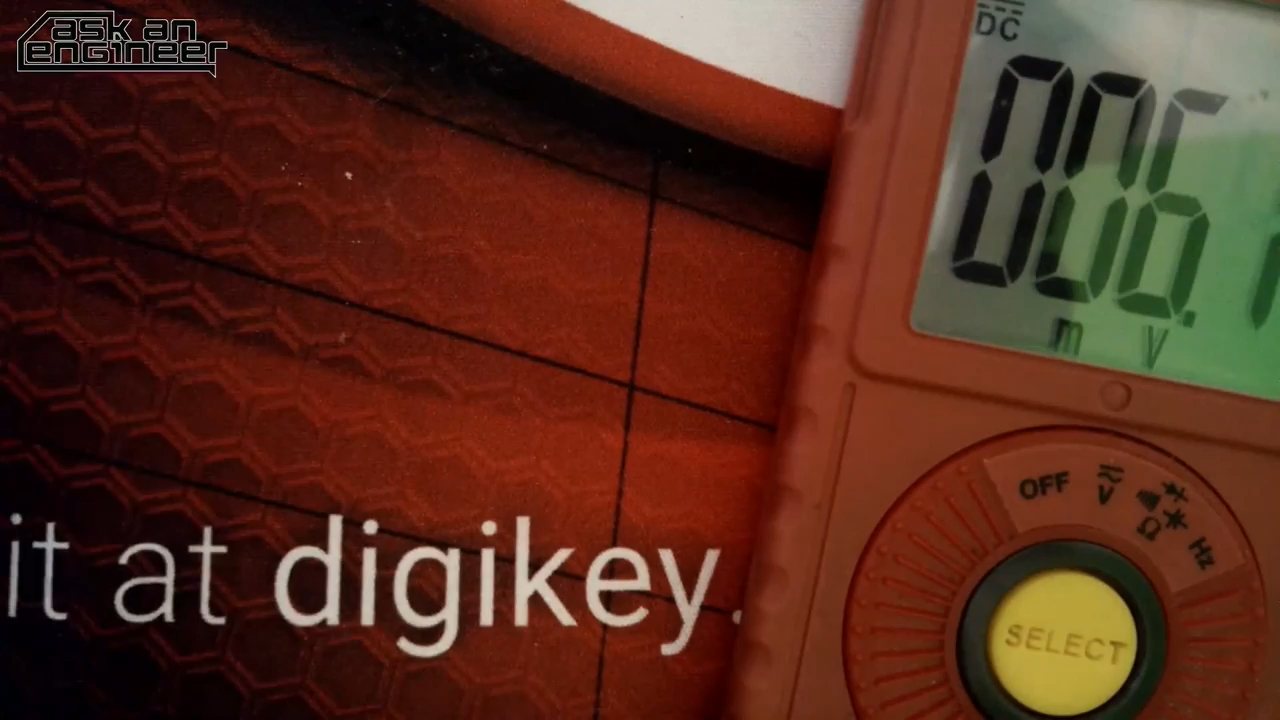 ask an
engineer
DC
006.
m V
OFF
V
Ω
Hz
it at digikey.
SELECT